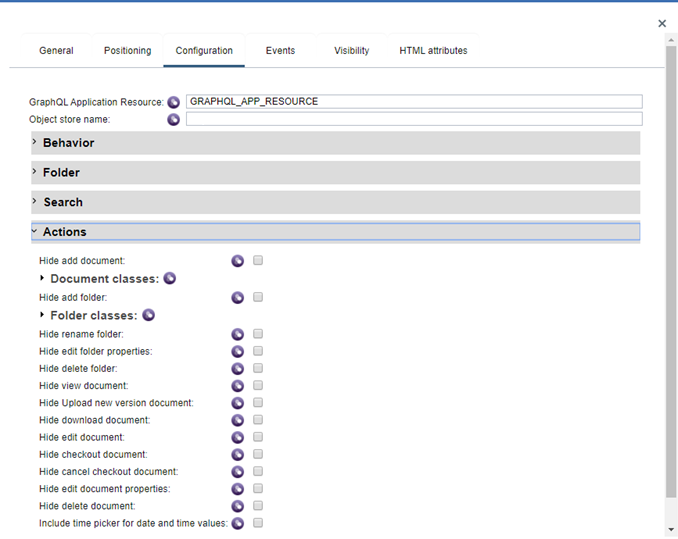 General Positioning Configuration Events Visibility HTML attributes
GraphQL Application Resource: GRAPHQL_APP_RESOURCE
Object store name:
Behavior
Folder
Search
Actions
Hide add document:
Document classes:
Hide add folder:
Folder classes:
Hide rename folder:
Hide edit folder properties:
Hide delete folder:
Hide view document:
Hide Upload new version document:
Hide download document:
Hide edit document:
Hide checkout document:
Hide cancel checkout document:
Hide edit document properties:
Hide delete document:
Include time picker for date and time values: